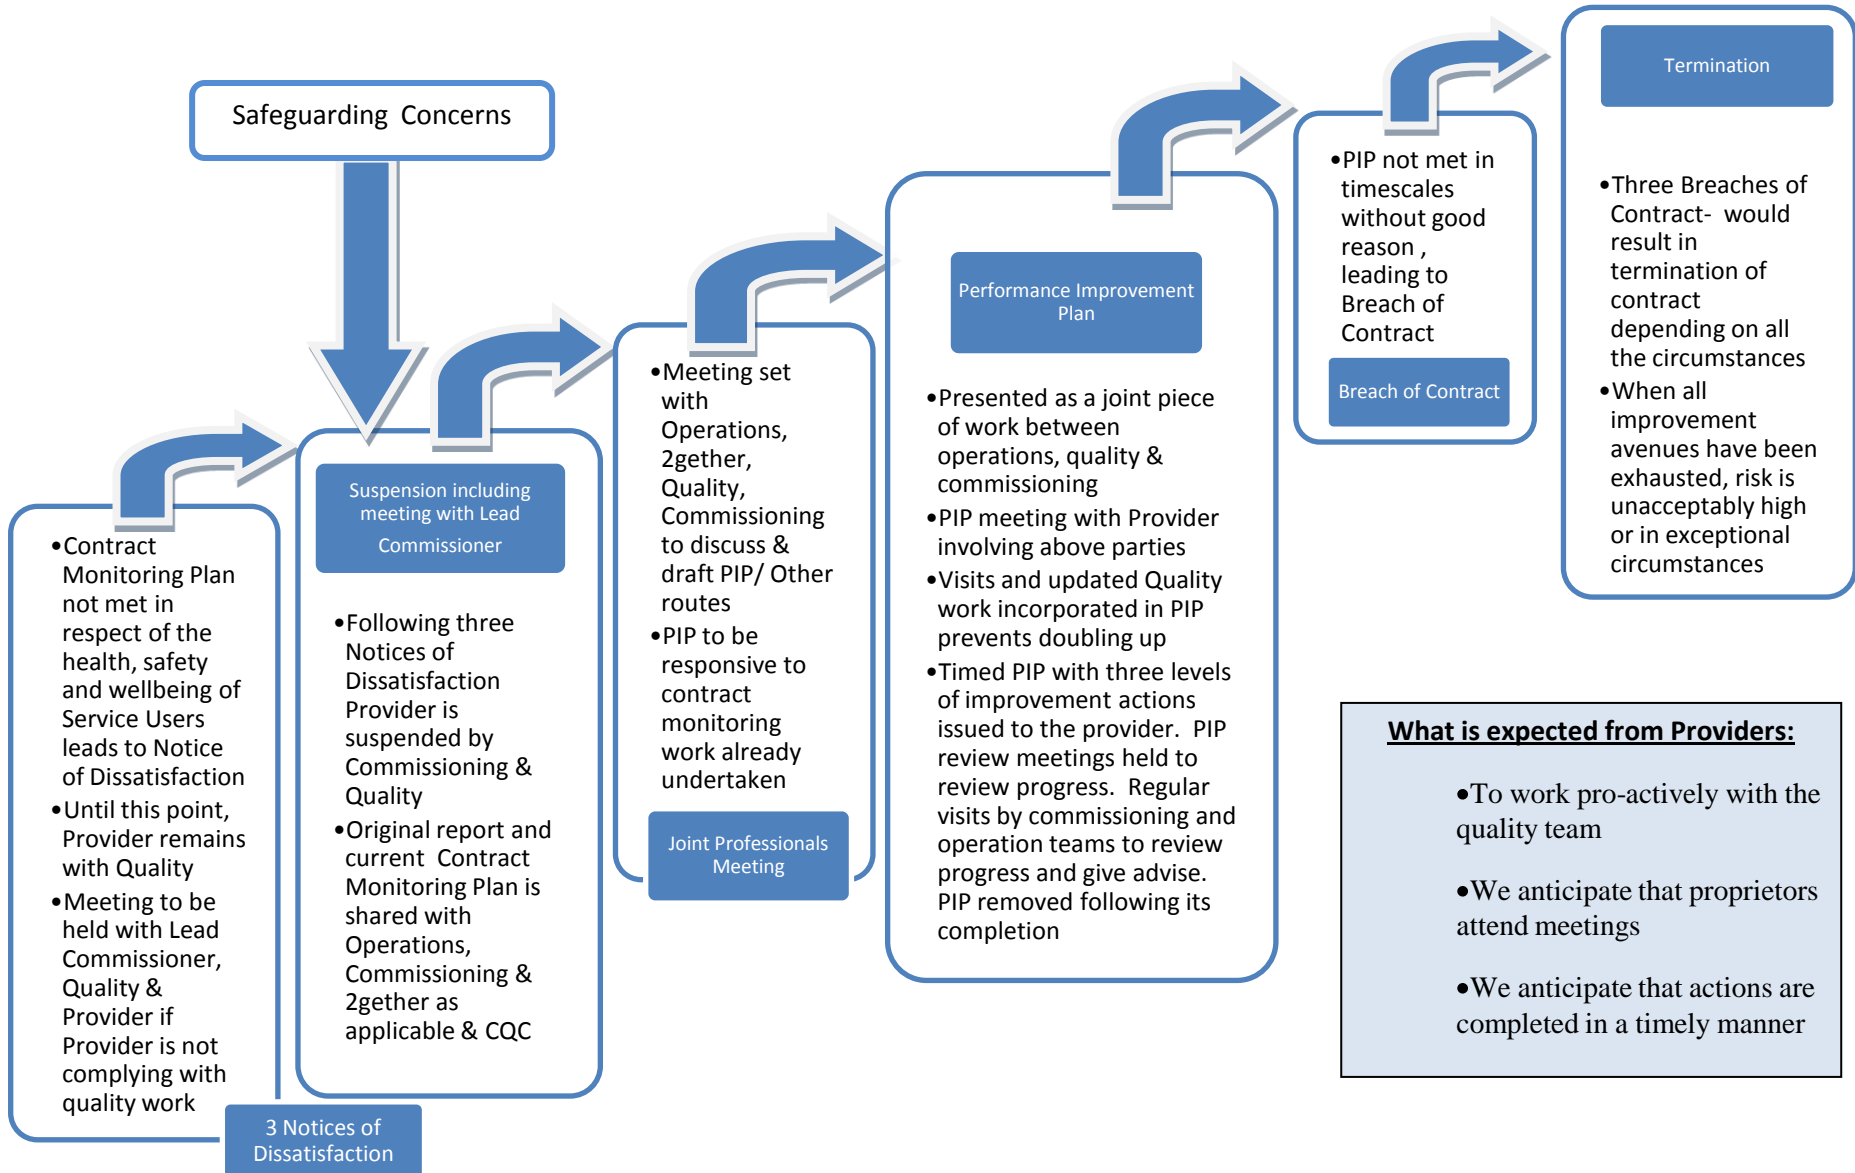 Safeguarding  Concerns
•Contract
Monitoring Plan
not met in
respect of the
health, safety
and wellbeing of
Service Users
leads to Notice
of Dissatisfaction
•Until this point,
Provider remains
with Quality
•Meeting to be
held with Lead
Commissioner,
Quality &
Provider if
Provider is not
complying with
quality work
3 Notices of
Dissatisfaction
Suspension including
meeting with Lead
Commissioner
•Following three
Notices of
Dissatisfaction
Provider is
suspended by
Commissioning &
Quality
•Original report and
current  Contract
Monitoring Plan is
shared with
Operations,
Commissioning &
2gether as
applicable & CQC
•Meeting set
with
Operations,
2gether,
Quality,
Commissioning
to discuss &
draft PIP/ Other
routes
•PIP to be
responsive to
contract
monitoring
work already
undertaken
Joint Professionals
Meeting
Performance Improvement
Plan
•Presented as a joint piece
of work between
operations, quality &
commissioning
•PIP meeting with Provider
involving above parties
•Visits and updated Quality
work incorporated in PIP
prevents doubling up
•Timed PIP with three levels
of improvement actions
issued to the provider.  PIP
review meetings held to
review progress.  Regular
visits by commissioning and
operation teams to review
progress and give advise.
PIP removed following its
completion
•PIP not met in
timescales
without good
reason ,
leading to
Breach of
Contract
Breach of Contract
Termination
•Three Breaches of
Contract-  would
result in
termination of
contract
depending on all
the circumstances
•When all
improvement
avenues have been
exhausted, risk is
unacceptably high
or in exceptional
circumstances
What is expected from Providers:
•To work pro-actively with the
quality team
•We anticipate that proprietors
attend meetings
•We anticipate that actions are
completed in a timely manner